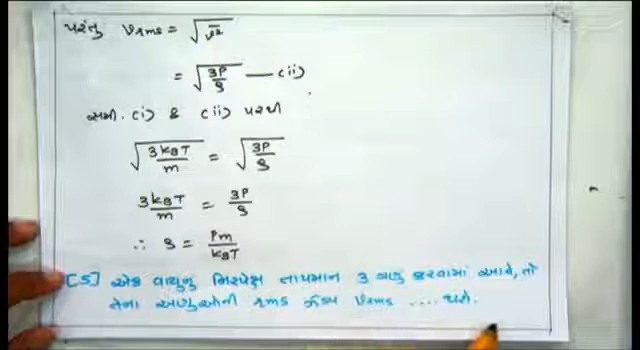 પરંતુ Vrms = √v̄²
= √3P/ρ — (ii)
સમી. (i) & (ii) પરથી
√3kBT/m = √3P/ρ
3kBT/m = 3P/ρ
∴ ρ = Pm/kBT
[5] એક વાયુનું નિરપેક્ષ તાપમાન 3 ગણું કરવામાં આવે, તો
તેના અણુઓની rms ઝડપ Vrms .... થશે.